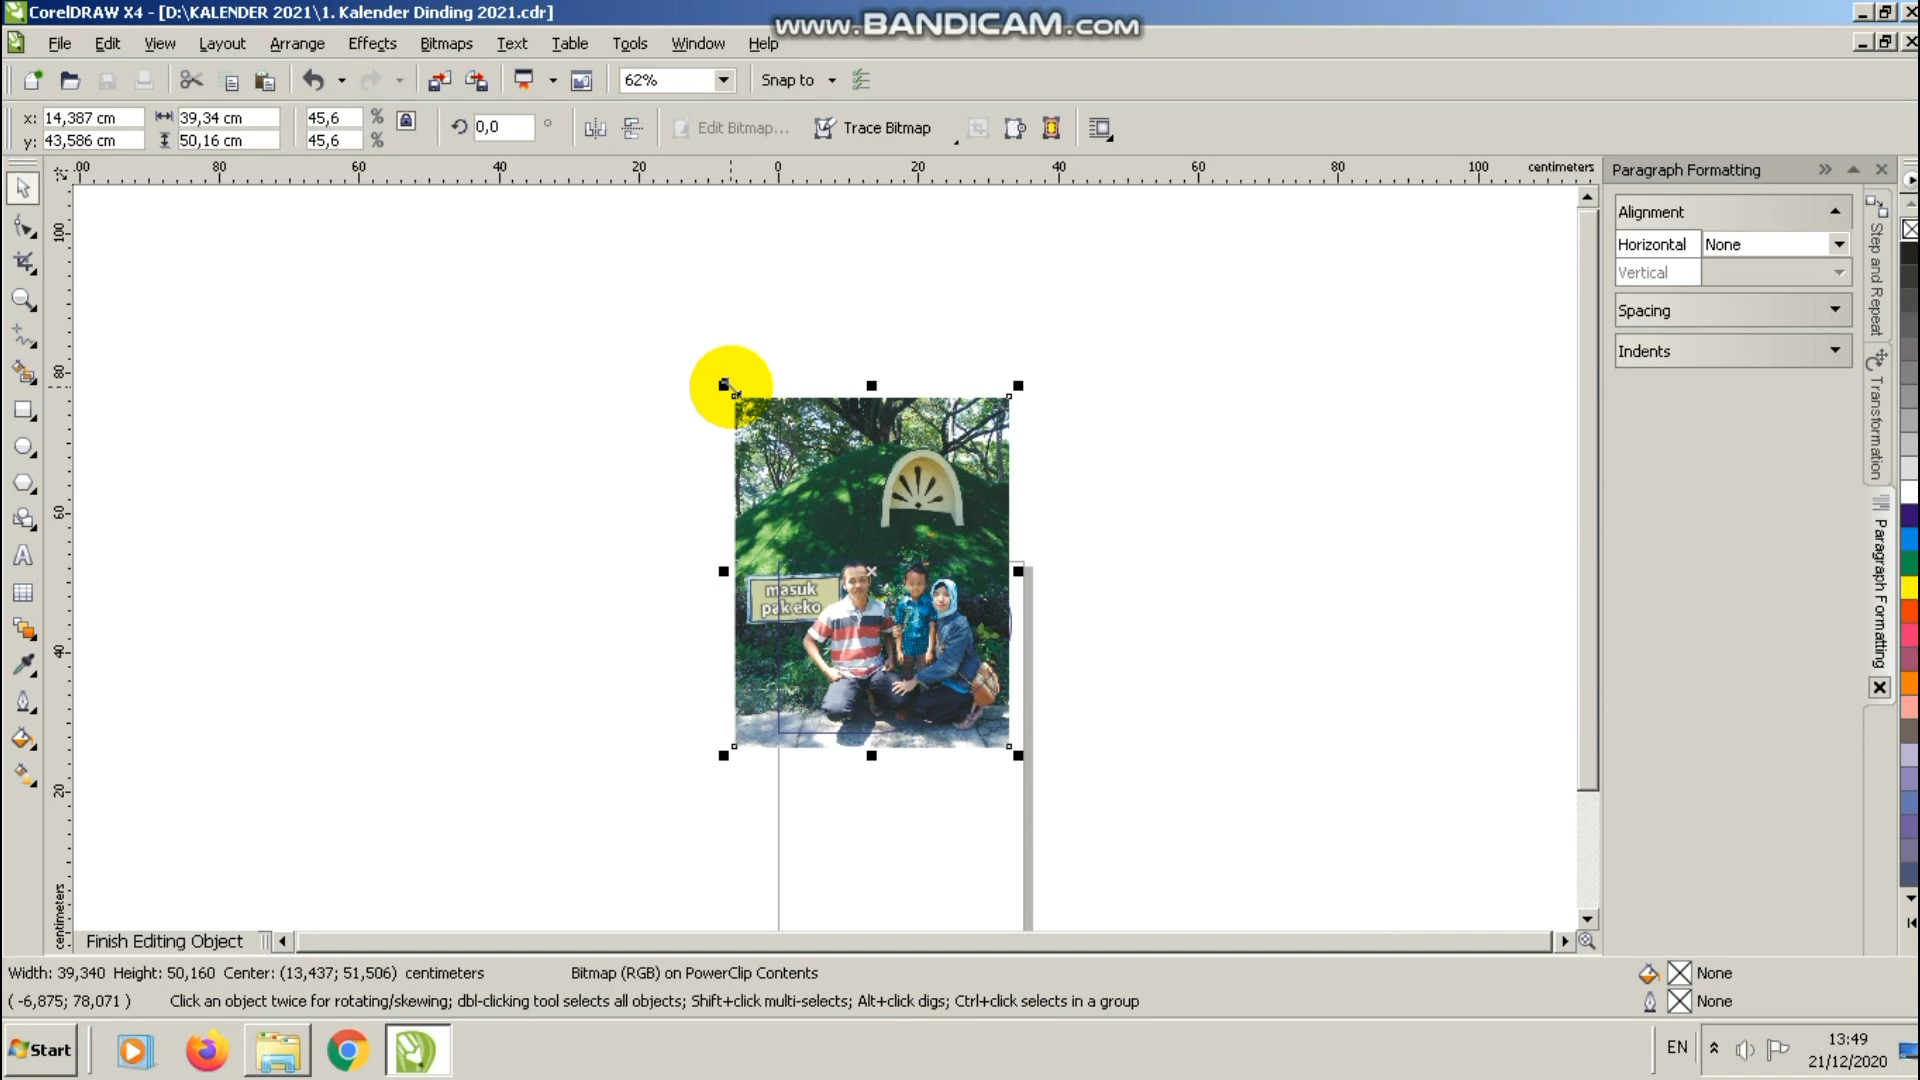 CorelDRAW X4 - [D:\KALENDER 2021\1. Kalender Dinding 2021.cdr]
www.BANDICAM.com
File Edit View Layout Arrange Effects Bitmaps Text Table Tools Window Help
62% Snap to
x: 14,387 cm 39,34 cm 45,6 % 0,0 ° Edit Bitmap... Trace Bitmap
y: 43,586 cm 50,16 cm 45,6 %
100 80 60 40 20 0 20 40 60 80 100 centimeters
100
80
60
40
20
centimeters
masuk
pak eko
Paragraph Formatting
Alignment
Horizontal None
Vertical
Spacing
Indents
Step and Repeat
Transformation
Paragraph Formatting
Finish Editing Object
Width: 39,340 Height: 50,160 Center: (13,437; 51,506) centimeters Bitmap (RGB) on PowerClip Contents None
( -6,875; 78,071 ) Click an object twice for rotating/skewing; dbl-clicking tool selects all objects; Shift+click multi-selects; Alt+click digs; Ctrl+click selects in a group None
Start EN 13:49
21/12/2020